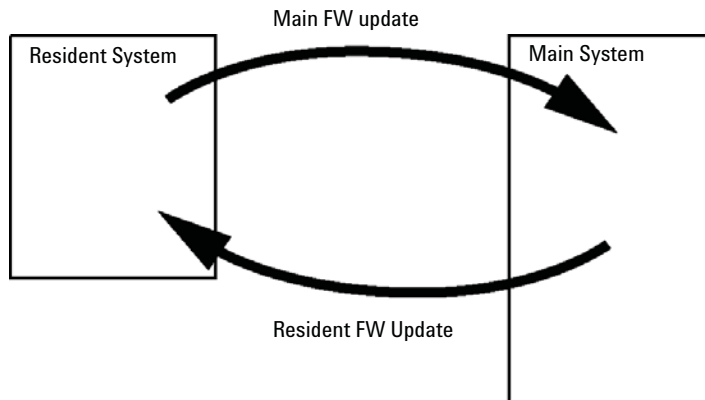 Main FW update
Resident System
Main System
Resident FW Update